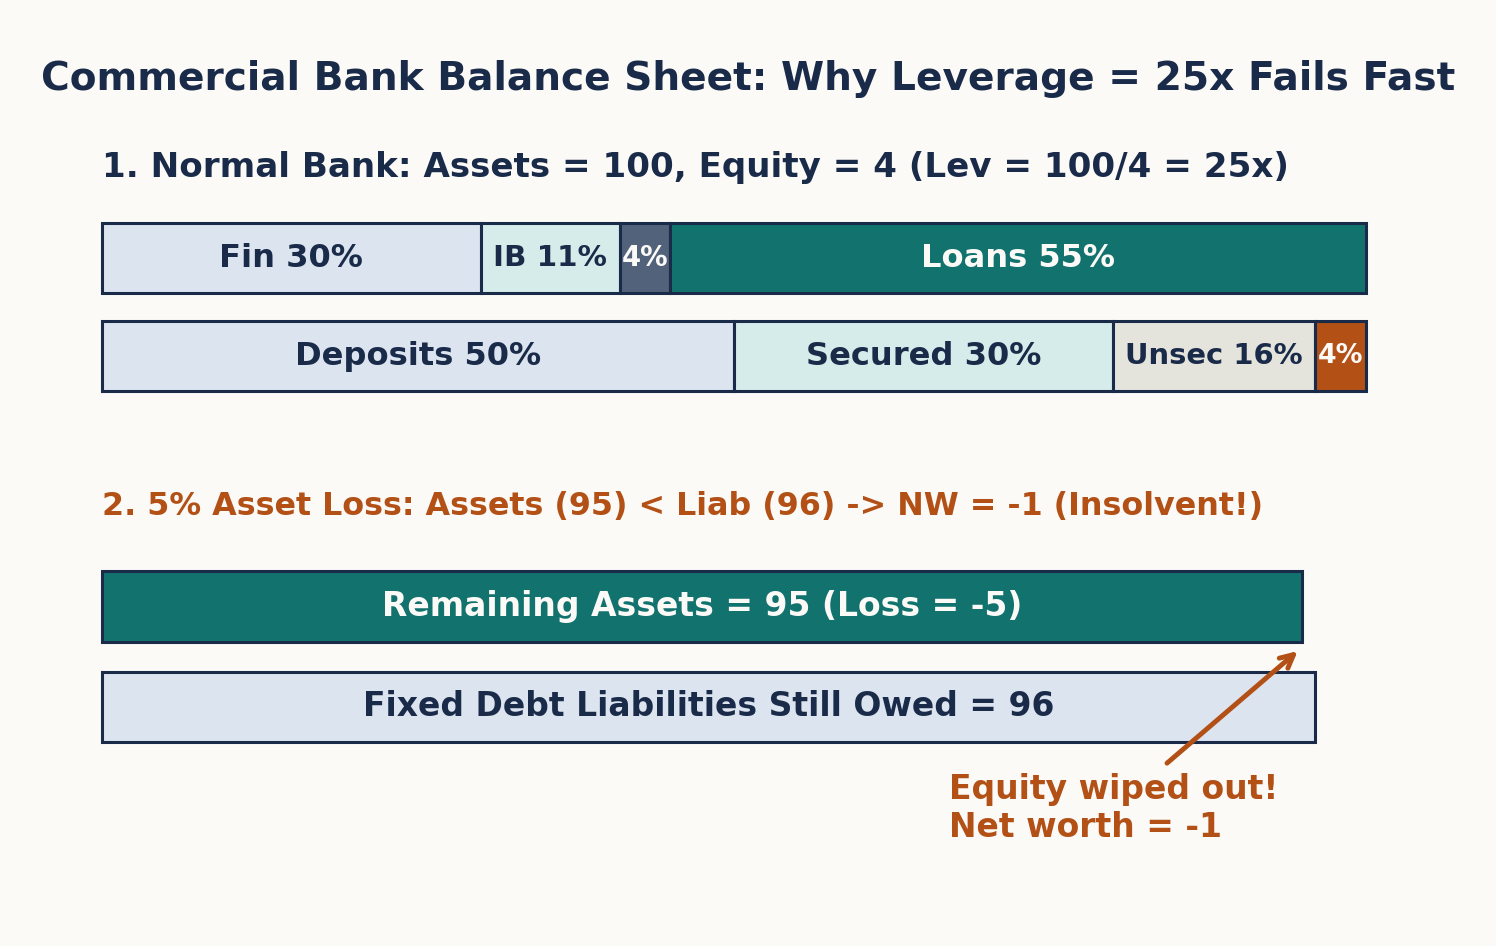 Commercial Bank Balance Sheet: Why Leverage = 25x Fails Fast
1. Normal Bank: Assets = 100, Equity = 4 (Lev = 100/4 = 25x)
Fin 30% IB 11% 4% Loans 55%
Deposits 50% Secured 30% Unsec 16% 4%
2. 5% Asset Loss: Assets (95) < Liab (96) -> NW = -1 (Insolvent!)
Remaining Assets = 95 (Loss = -5)
Fixed Debt Liabilities Still Owed = 96
Equity wiped out!
Net worth = -1